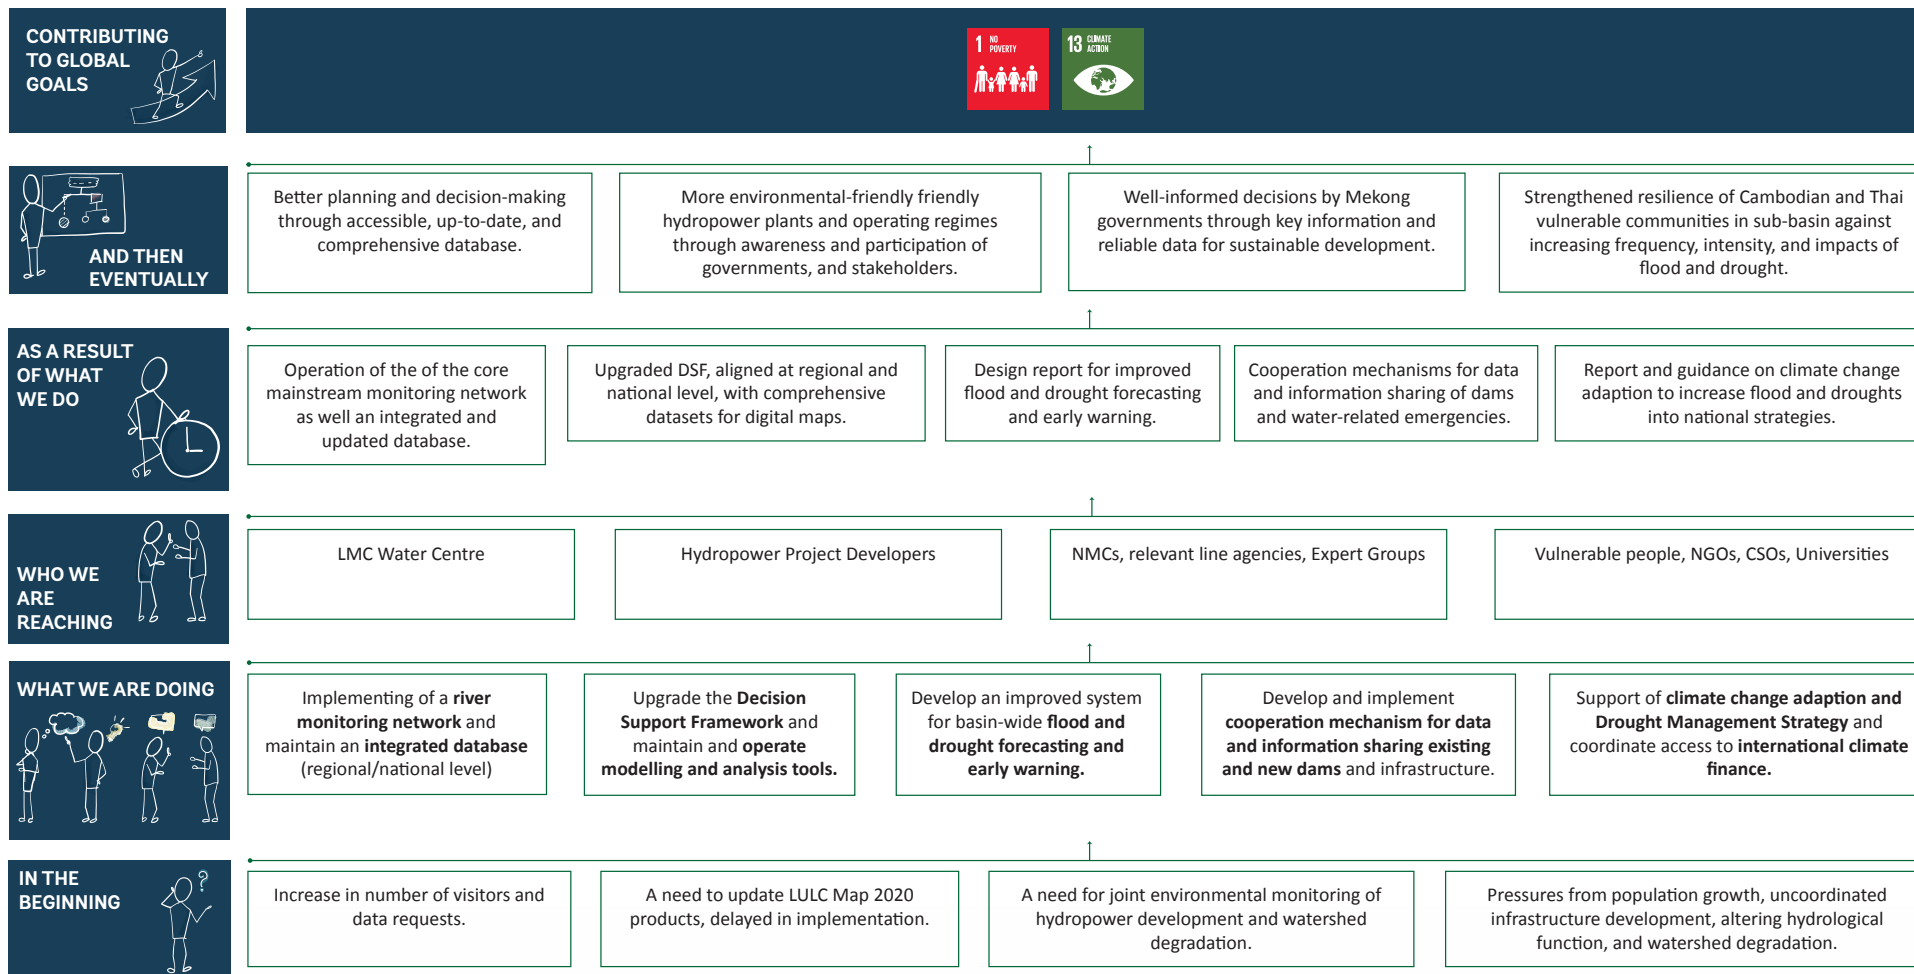 CONTRIBUTING
TO GLOBAL
GOALS
1 NO
POVERTY
13 CLIMATE
ACTION
AND THEN
EVENTUALLY
Better planning and decision-making
through accessible, up-to-date, and
comprehensive database.
More environmental-friendly friendly
hydropower plants and operating regimes
through awareness and participation of
governments, and stakeholders.
Well-informed decisions by Mekong
governments through key information and
reliable data for sustainable development.
Strengthened resilience of Cambodian and Thai
vulnerable communities in sub-basin against
increasing frequency, intensity, and impacts of
flood and drought.
AS A RESULT
OF WHAT
WE DO
Operation of the of the core
mainstream monitoring network
as well an integrated and
updated database.
Upgraded DSF, aligned at regional and
national level, with comprehensive
datasets for digital maps.
Design report for improved
flood and drought forecasting
and early warning.
Cooperation mechanisms for data
and information sharing of dams
and water-related emergencies.
Report and guidance on climate change
adaption to increase flood and droughts
into national strategies.
WHO WE
ARE
REACHING
LMC Water Centre
Hydropower Project Developers
NMCs, relevant line agencies, Expert Groups
Vulnerable people, NGOs, CSOs, Universities
WHAT WE ARE DOING
Implementing of a river
monitoring network and
maintain an integrated database
(regional/national level)
Upgrade the Decision
Support Framework and
maintain and operate
modelling and analysis tools.
Develop an improved system
for basin-wide flood and
drought forecasting and
early warning.
Develop and implement
cooperation mechanism for data
and information sharing existing
and new dams and infrastructure.
Support of climate change adaption and
Drought Management Strategy and
coordinate access to international climate
finance.
IN THE
BEGINNING
?
Increase in number of visitors and
data requests.
A need to update LULC Map 2020
products, delayed in implementation.
A need for joint environmental monitoring of
hydropower development and watershed
degradation.
Pressures from population growth, uncoordinated
infrastructure development, altering hydrological
function, and watershed degradation.